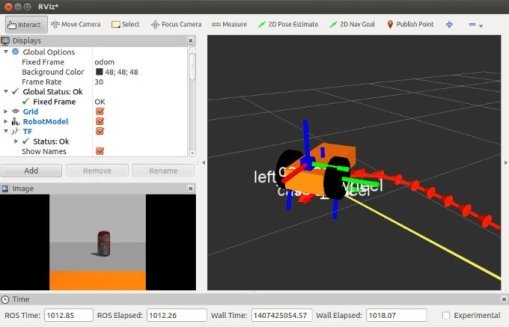 RViz*
Interact Move Camera Select Focus Camera Measure 2D Pose Estimate 2D Nav Goal Publish Point
Displays
Global Options
Fixed Frame odom
Background Color 48; 48; 48
Frame Rate 30
Global Status: Ok
Fixed Frame OK
Grid
RobotModel
TF
Status: Ok
Show Names
Add Remove Rename
Image
left
Time
ROS Time: 1012.85 ROS Elapsed: 1012.26 Wall Time: 1407425054.57 Wall Elapsed: 1018.07 Experimental